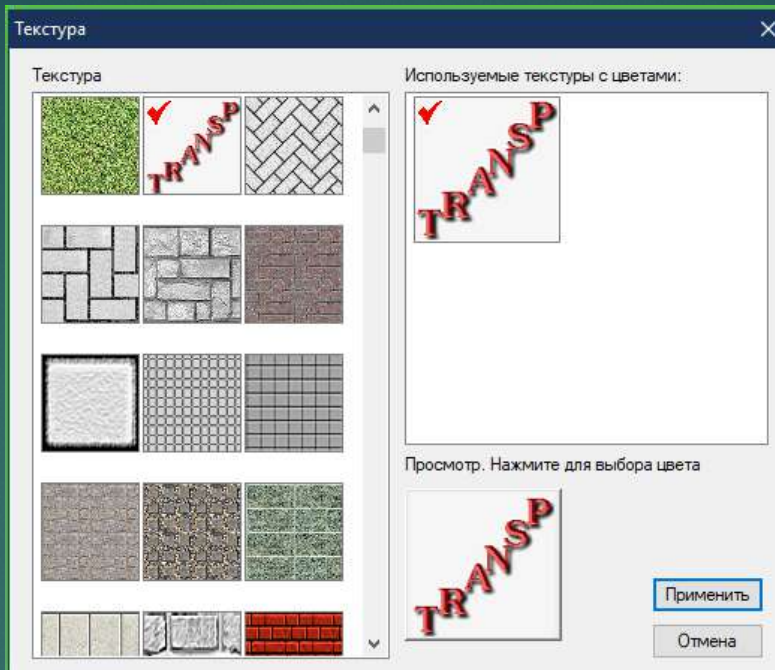 Текстура
Текстура
Используемые текстуры с цветами:
TRANSP
TRANSP
Просмотр. Нажмите для выбора цвета
TRANSP
Применить
Отмена